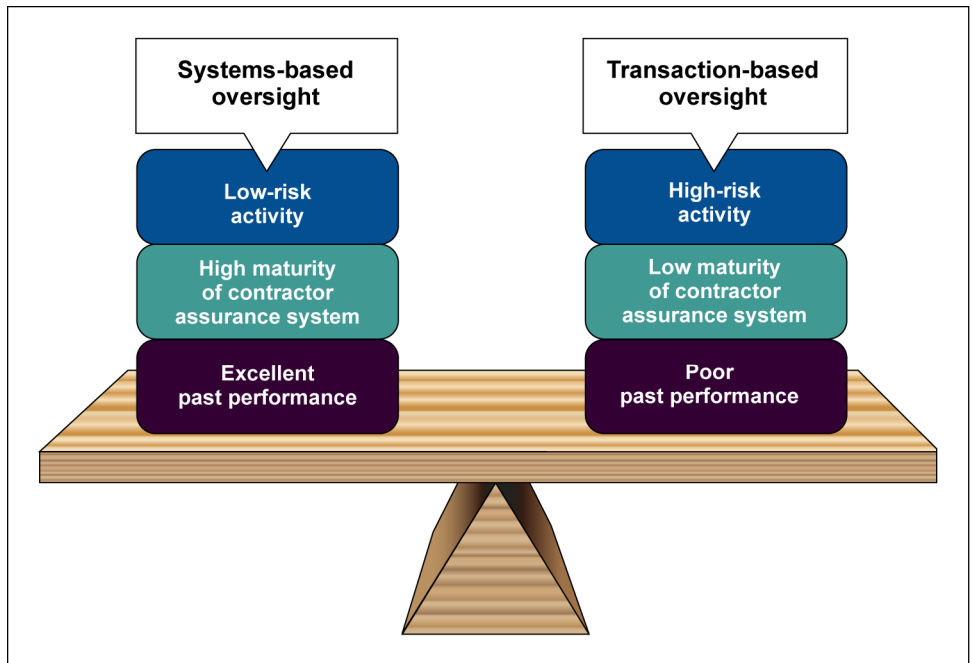 Systems-based
oversight
Low-risk
activity
High maturity
of contractor
assurance system
Excellent
past performance
Transaction-based
oversight
High-risk
activity
Low maturity
of contractor
assurance system
Poor
past performance